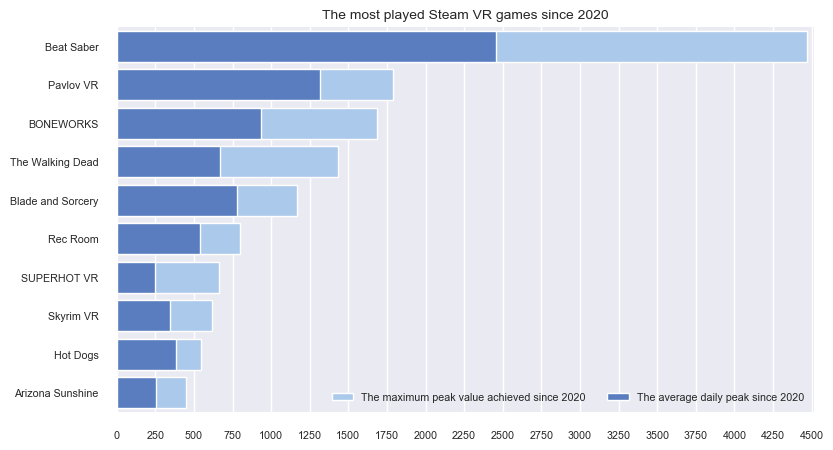 The most played Steam VR games since 2020
Beat Saber
Pavlov VR
BONEWORKS
The Walking Dead
Blade and Sorcery
Rec Room
SUPERHOT VR
Skyrim VR
Hot Dogs
Arizona Sunshine
The maximum peak value achieved since 2020 The average daily peak since 2020
0 250 500 750 1000 1250 1500 1750 2000 2250 2500 2750 3000 3250 3500 3750 4000 4250 4500